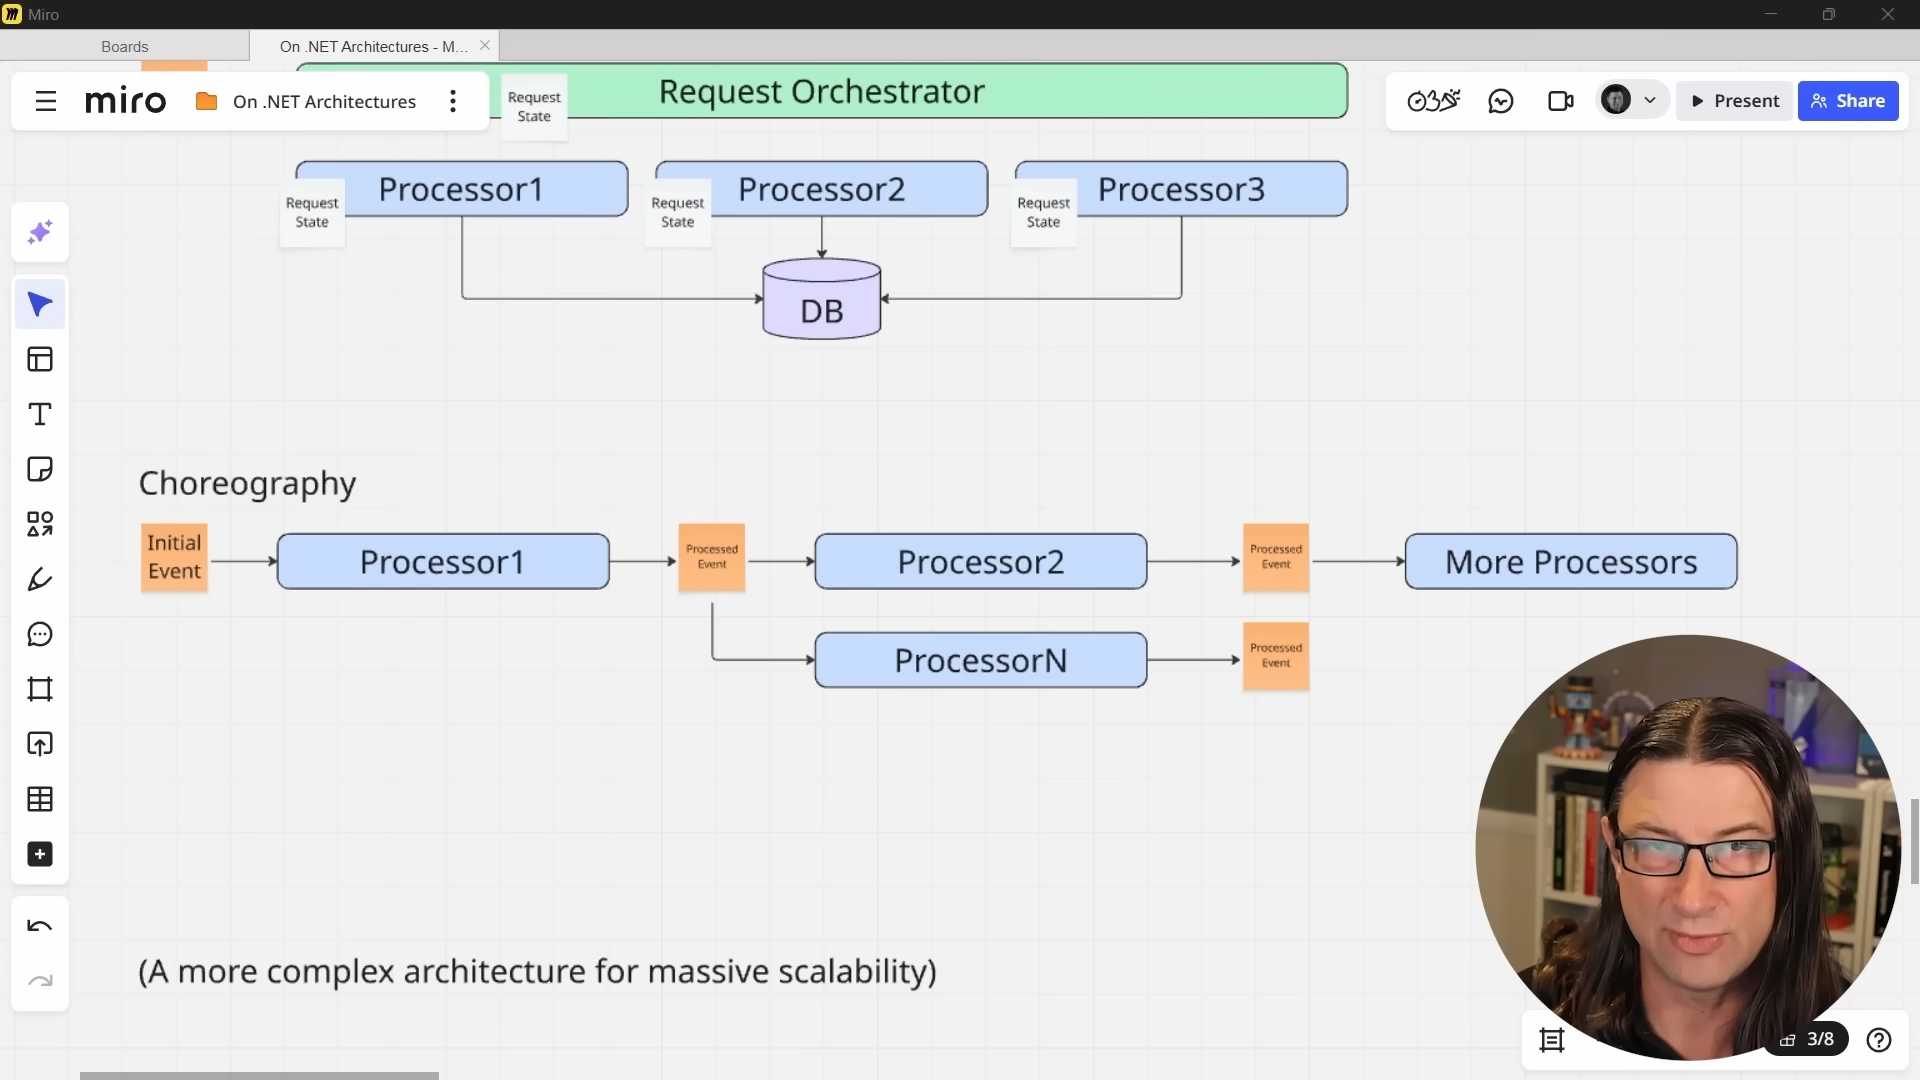 Miro
Boards
On .NET Architectures - M...
miro
On .NET Architectures
Request
State
Request Orchestrator
Present
Share
Processor1
Request
State
Processor2
Request
State
Processor3
Request
State
DB
Choreography
Initial
Event
Processor1
Processed
Event
Processor2
Processed
Event
More Processors
ProcessorN
Processed
Event
(A more complex architecture for massive scalability)
3/8